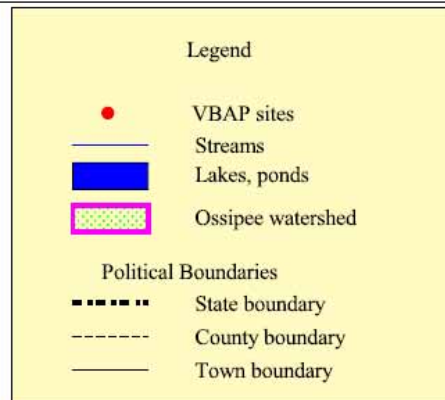 Legend
VBAP sites
Streams
Lakes, ponds
Ossipee watershed
Political Boundaries
State boundary
County boundary
Town boundary